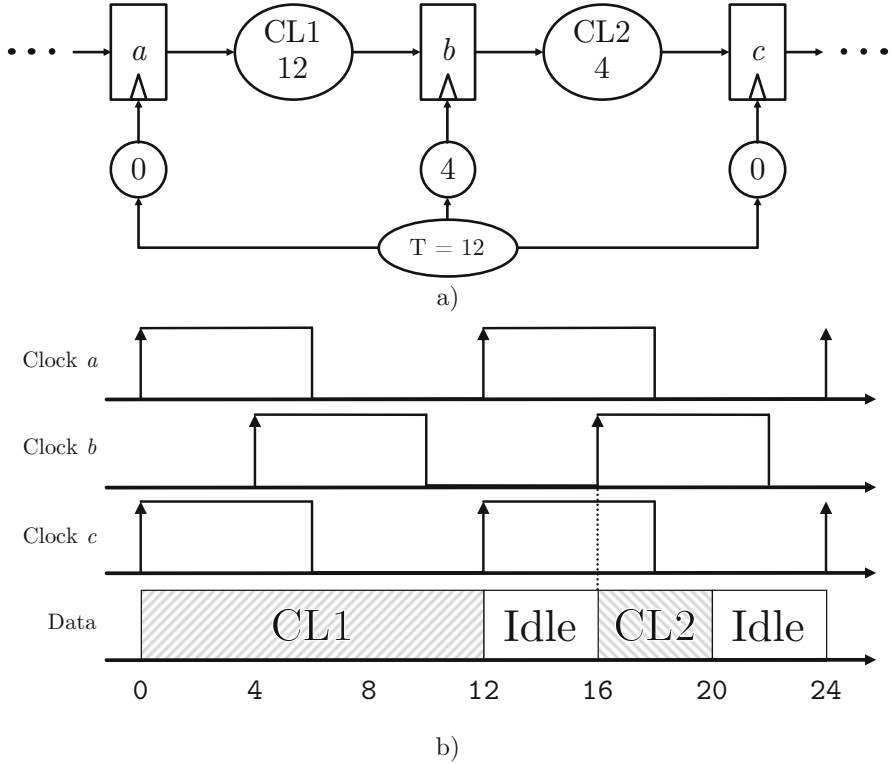 a
CL1
12
b
CL2
4
c
0
4
0
T = 12
a)
Clock a
Clock b
Clock c
Data
CL1
Idle
CL2
Idle
0 4 8 12 16 20 24
b)